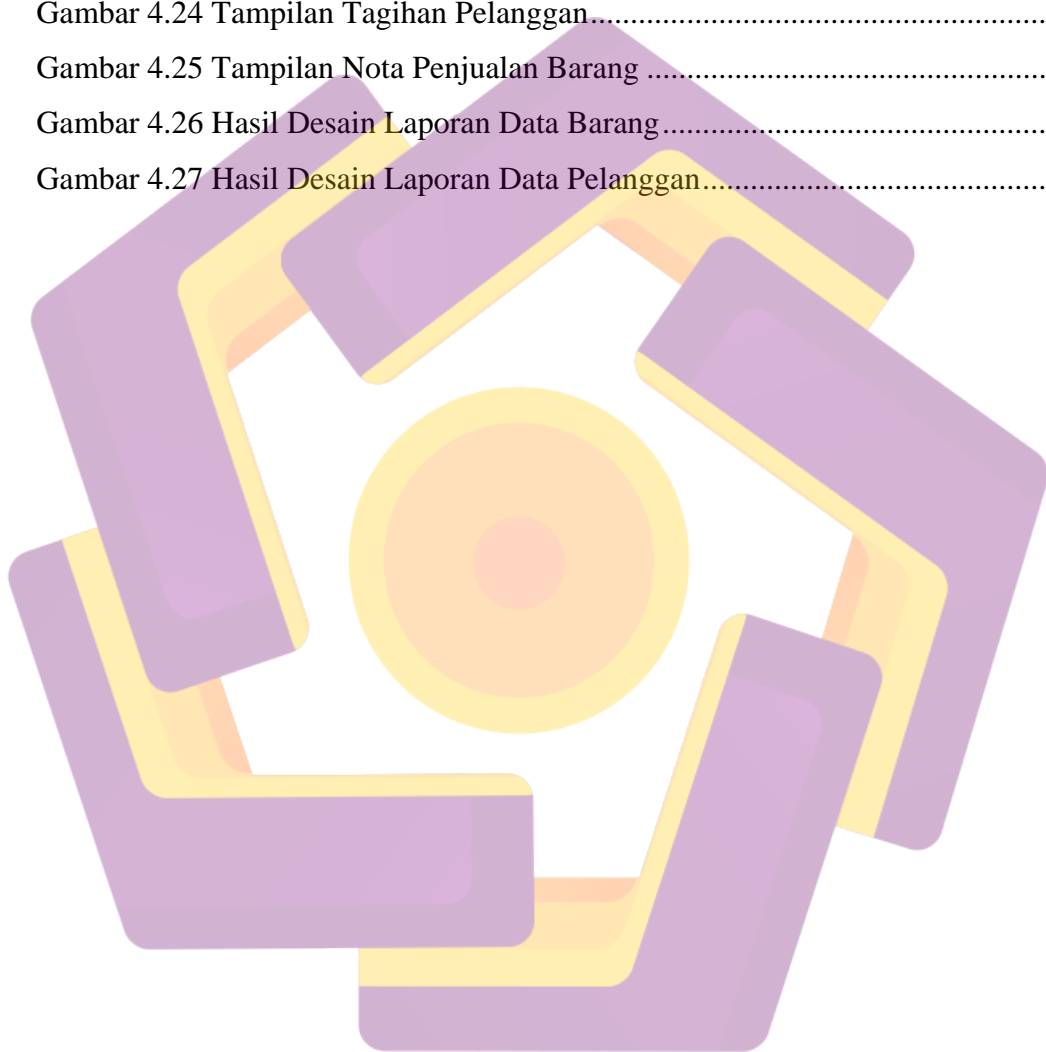 Gambar 4.24 Tampilan Tagihan Pelanggan.........................................................
Gambar 4.25 Tampilan Nota Penjualan Barang ..................................................
Gambar 4.26 Hasil Desain Laporan Data Barang................................................
Gambar 4.27 Hasil Desain Laporan Data Pelanggan...........................................